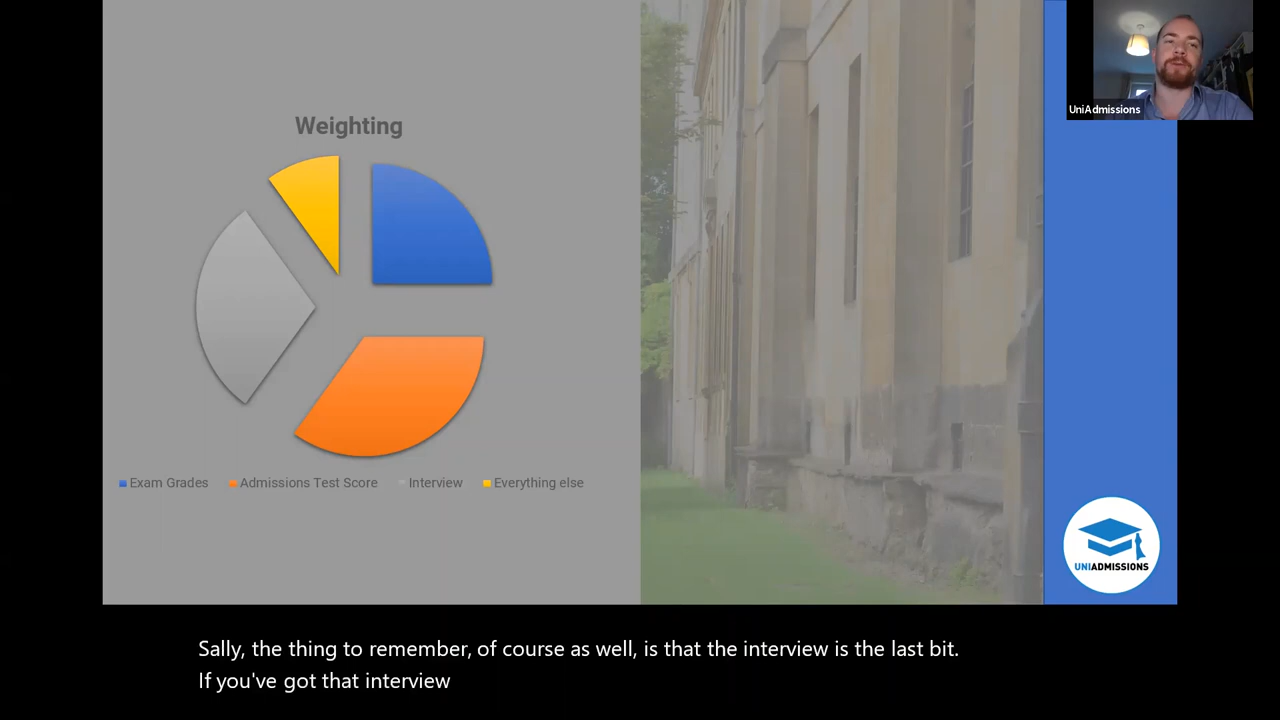 UniAdmissions
Weighting
Exam Grades Admissions Test Score Interview Everything else
UNIADMISSIONS
Sally, the thing to remember, of course as well, is that the interview is the last bit.
If you've got that interview